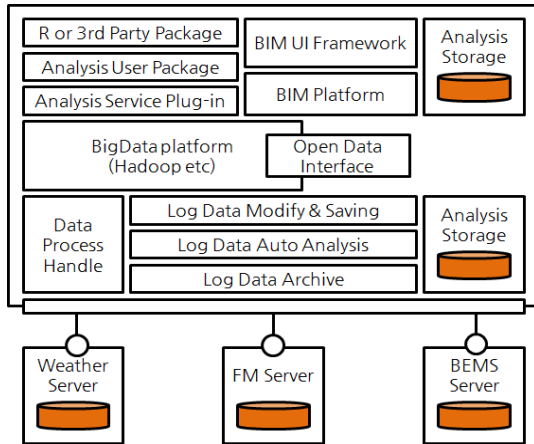 R or 3rd Party Package
Analysis User Package
Analysis Service Plug-in
BIM UI Framework
BIM Platform
Analysis
Storage
BigData platform
(Hadoop etc)
Open Data
Interface
Data
Process
Handle
Log Data Modify & Saving
Log Data Auto Analysis
Log Data Archive
Analysis
Storage
Weather
Server
FM Server
BEMS
Server